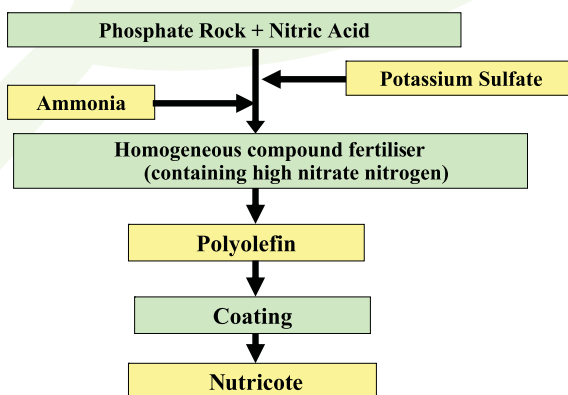 Phosphate Rock + Nitric Acid
Potassium Sulfate
Ammonia
Homogeneous compound fertiliser
(containing high nitrate nitrogen)
Polyolefin
Coating
Nutricote